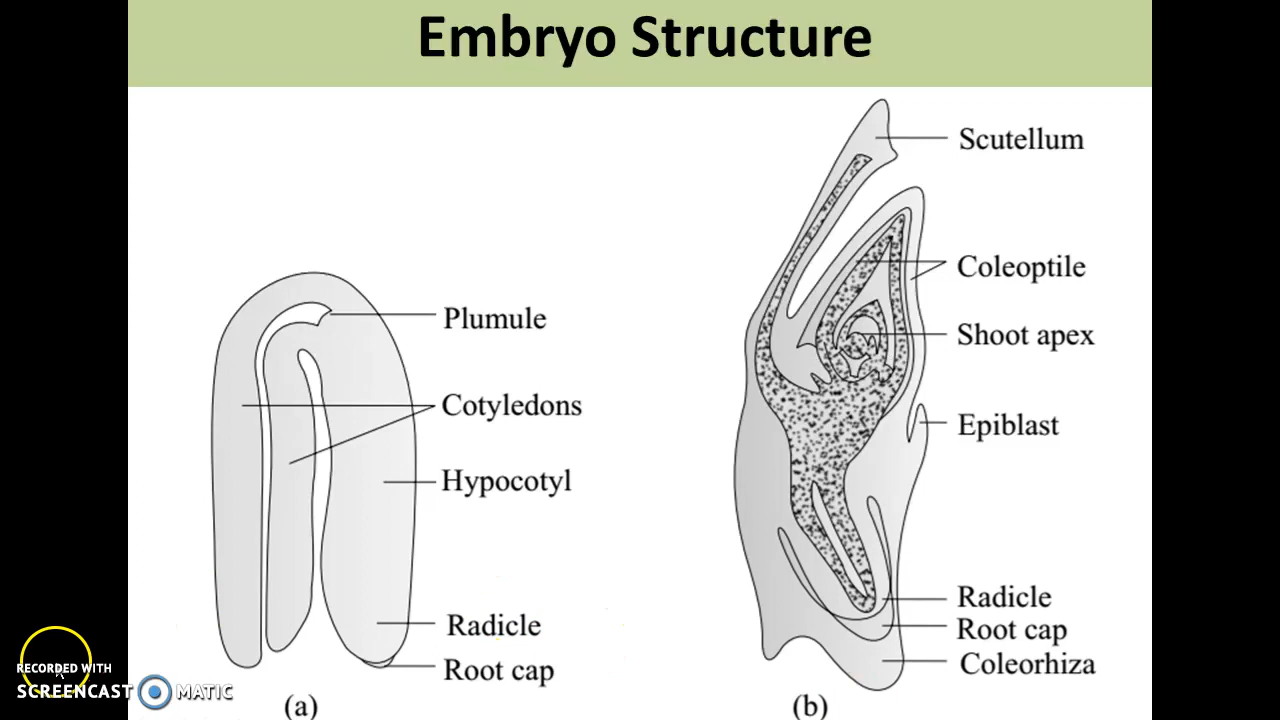 Embryo Structure
Plumule
Cotyledons
Hypocotyl
Radicle
Root cap
(a)
Scutellum
Coleoptile
Shoot apex
Epiblast
Radicle
Root cap
Coleorhiza
(b)
RECORDED WITH
SCREENCAST MATIC